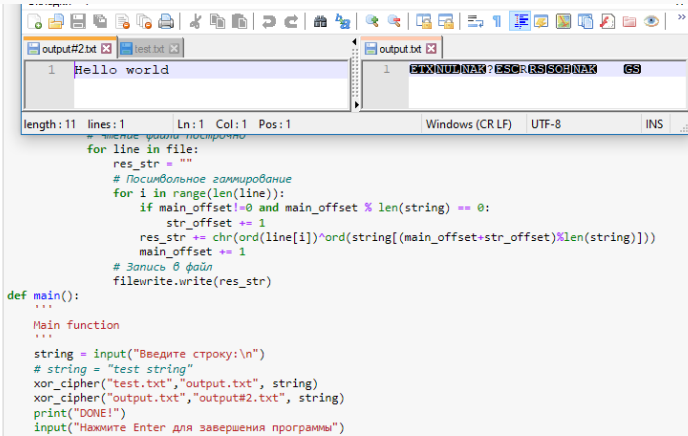 output#2.txt test.txt output.txt
1 Hello world
1 ETXNULNAK?ESCRRSSOHNAK GS
length : 11 lines : 1 Ln : 1 Col : 1 Pos : 1 Windows (CR LF) UTF-8 INS
# Чтение файла построчно
for line in file:
res_str = ""
# Посимвольное гаммирование
for i in range(len(line)):
if main_offset!=0 and main_offset % len(string) == 0:
str_offset += 1
res_str += chr(ord(line[i])^ord(string[(main_offset+str_offset)%len(string)]))
main_offset += 1
# Запись в файл
filewrite.write(res_str)
def main():
'''
Main function
'''
string = input("Введите строку:\n")
# string = "test string"
xor_cipher("test.txt","output.txt", string)
xor_cipher("output.txt","output#2.txt", string)
print("DONE!")
input("Нажмите Enter для завершения программы")